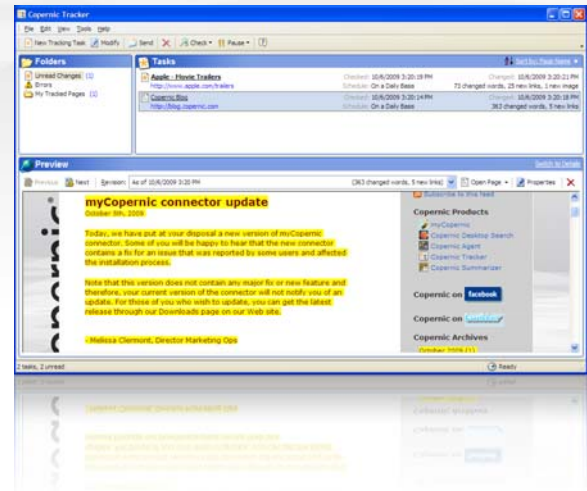 Copernic Tracker
File Edit View Tools Help
New Tracking Task Modify Send Check Pause
Folders
Unread Changes (1)
Errors
My Tracked Pages (2)
Tasks
Sort by: Page Name
Apple - Movie Trailers
http://www.apple.com/trailers
Checked: 10/6/2009 3:20:19 PM
Schedule: On a Daily Base
Changed: 10/6/2009 3:20:21 PM
73 changed words, 25 new links, 1 new image
Copernic Blog
http://blog.copernic.com
Checked: 10/6/2009 3:20:14 PM
Schedule: On a Daily Base
Changed: 10/6/2009 3:20:18 PM
363 changed words, 5 new links
Preview
Switch to Details
Previous Next Revision: As of 10/6/2009 3:20 PM (363 changed words, 5 new links) Open Page Properties
copernic
myCopernic connector update
October 5th, 2009
Today, we have put at your disposal a new version of myCopernic
connector. Some of you will be happy to hear that the new connector
contains a fix for an issue that was reported by some users and affected
the installation process.
Note that this version does not contain any major fix or new feature and
therefore, your current version of the connector will not notify you of an
update. For those of you who wish to update, you can get the latest
release through our Downloads page on our Web site.
- Melissa Clermont, Director Marketing Ops
Subscribe to this feed
Copernic Products
myCopernic
Copernic Desktop Search
Copernic Agent
Copernic Tracker
Copernic Summarizer
Copernic on facebook
Copernic on
Copernic Archives
October 2009 (1)
2 tasks, 2 unread
Ready